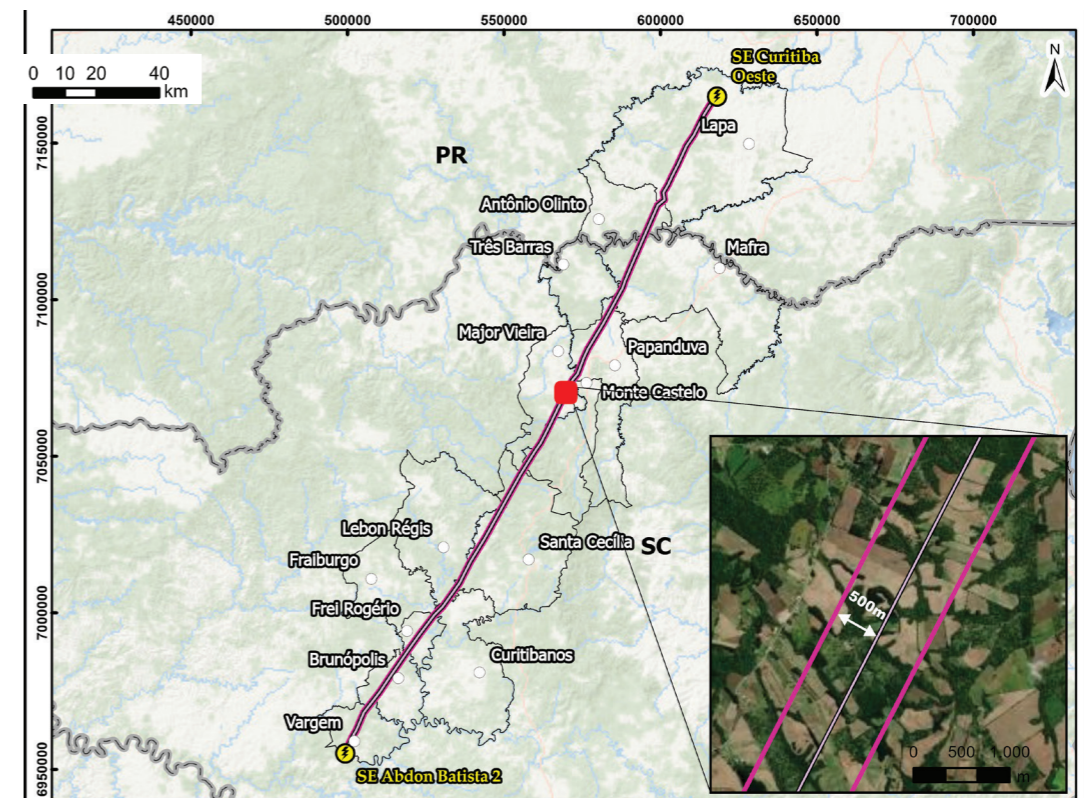 450000 500000 550000 600000 650000 700000
0 10 20 40
km
N
SE Curitiba
Oeste
Lapa
7150000
PR
Antônio Olinto
Três Barras
Mafra
7100000
Major Vieira
Papanduva
Monte Castelo
7050000
Lebon Régis
Santa Cecília
SC
Fraiburgo
7000000
Frei Rogério
Brunópolis
Curitibanos
Vargem
6950000
SE Abdon Batista 2
500m
0 500 1.000
m